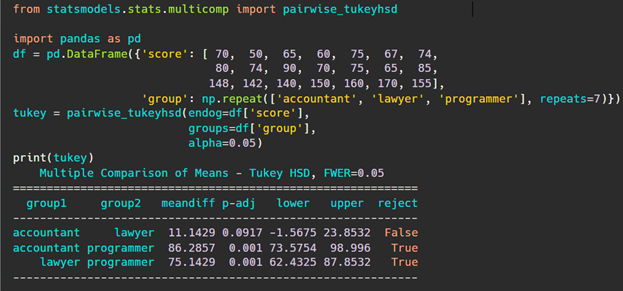 from statsmodels.stats.multicomp import pairwise_tukeyhsd
import pandas as pd
df = pd.DataFrame({'score': [ 70, 50, 65, 60, 75, 67, 74,
80, 74, 90, 70, 75, 65, 85,
148, 142, 140, 150, 160, 170, 155],
'group': np.repeat(['accountant', 'lawyer', 'programmer'], repeats=7)})
tukey = pairwise_tukeyhsd(endog=df['score'],
groups=df['group'],
alpha=0.05)
print(tukey)
Multiple Comparison of Means - Tukey HSD, FWER=0.05
==============================================================
group1 group2 meandiff p-adj lower upper reject
--------------------------------------------------------------
accountant lawyer 11.1429 0.0917 -1.5675 23.8532 False
accountant programmer 86.2857 0.001 73.5754 98.996 True
lawyer programmer 75.1429 0.001 62.4325 87.8532 True
--------------------------------------------------------------